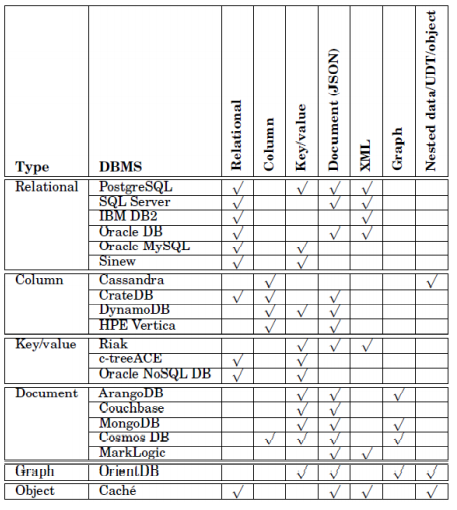 Type DBMS Relational Column Key/value Document (JSON) XML Graph Nested data/UDT/object
Relational PostgreSQL √ √ √ √
SQL Server √ √ √
IBM DB2 √ √
Oracle DB √ √ √
Oracle MySQL √ √
Sinew √ √
Column Cassandra √ √
CrateDB √ √ √
DynamoDB √ √ √
HPE Vertica √ √
Key/value Riak √ √ √
c-treeACE √ √
Oracle NoSQL DB √ √
Document ArangoDB √ √ √
Couchbase √ √
MongoDB √ √ √
Cosmos DB √ √ √ √
MarkLogic √ √
Graph OrientDB √ √ √ √
Object Caché √ √ √ √